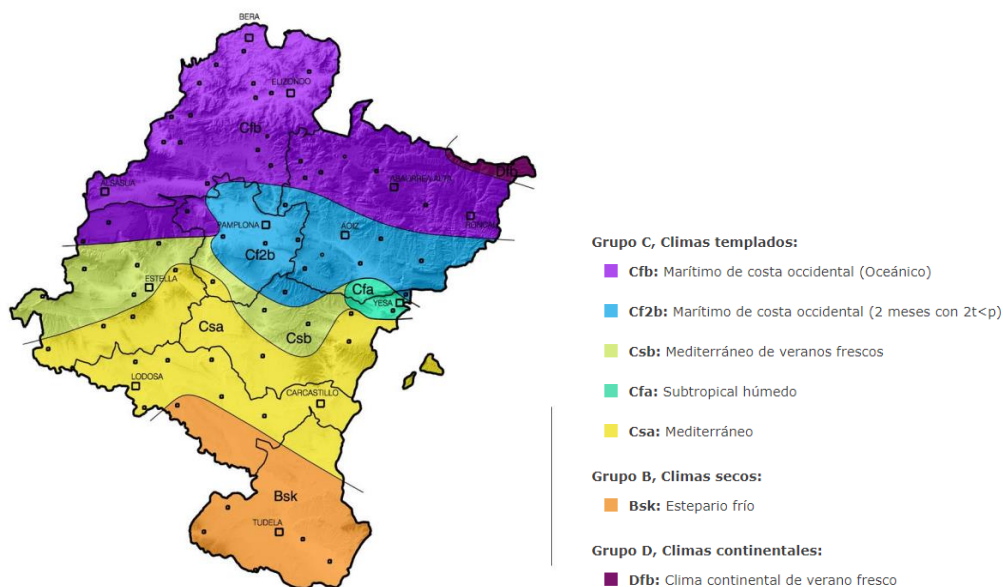 BERA
ELIZONDO
Cfb
Dfb
ALSASUA
PAMPLONA
AOIZ
RONCAL
Cf2b
ESTELLA
Cfa
YESA
Csa
Csb
LODOSA
CARCASTILLO
Bsk
TUDELA
Grupo C, Climas templados:
Cfb: Marítimo de costa occidental (Oceánico)
Cf2b: Marítimo de costa occidental (2 meses con 2t<p)
Csb: Mediterráneo de veranos frescos
Cfa: Subtropical húmedo
Csa: Mediterráneo
Grupo B, Climas secos:
Bsk: Estepario frío
Grupo D, Climas continentales:
Dfb: Clima continental de verano fresco